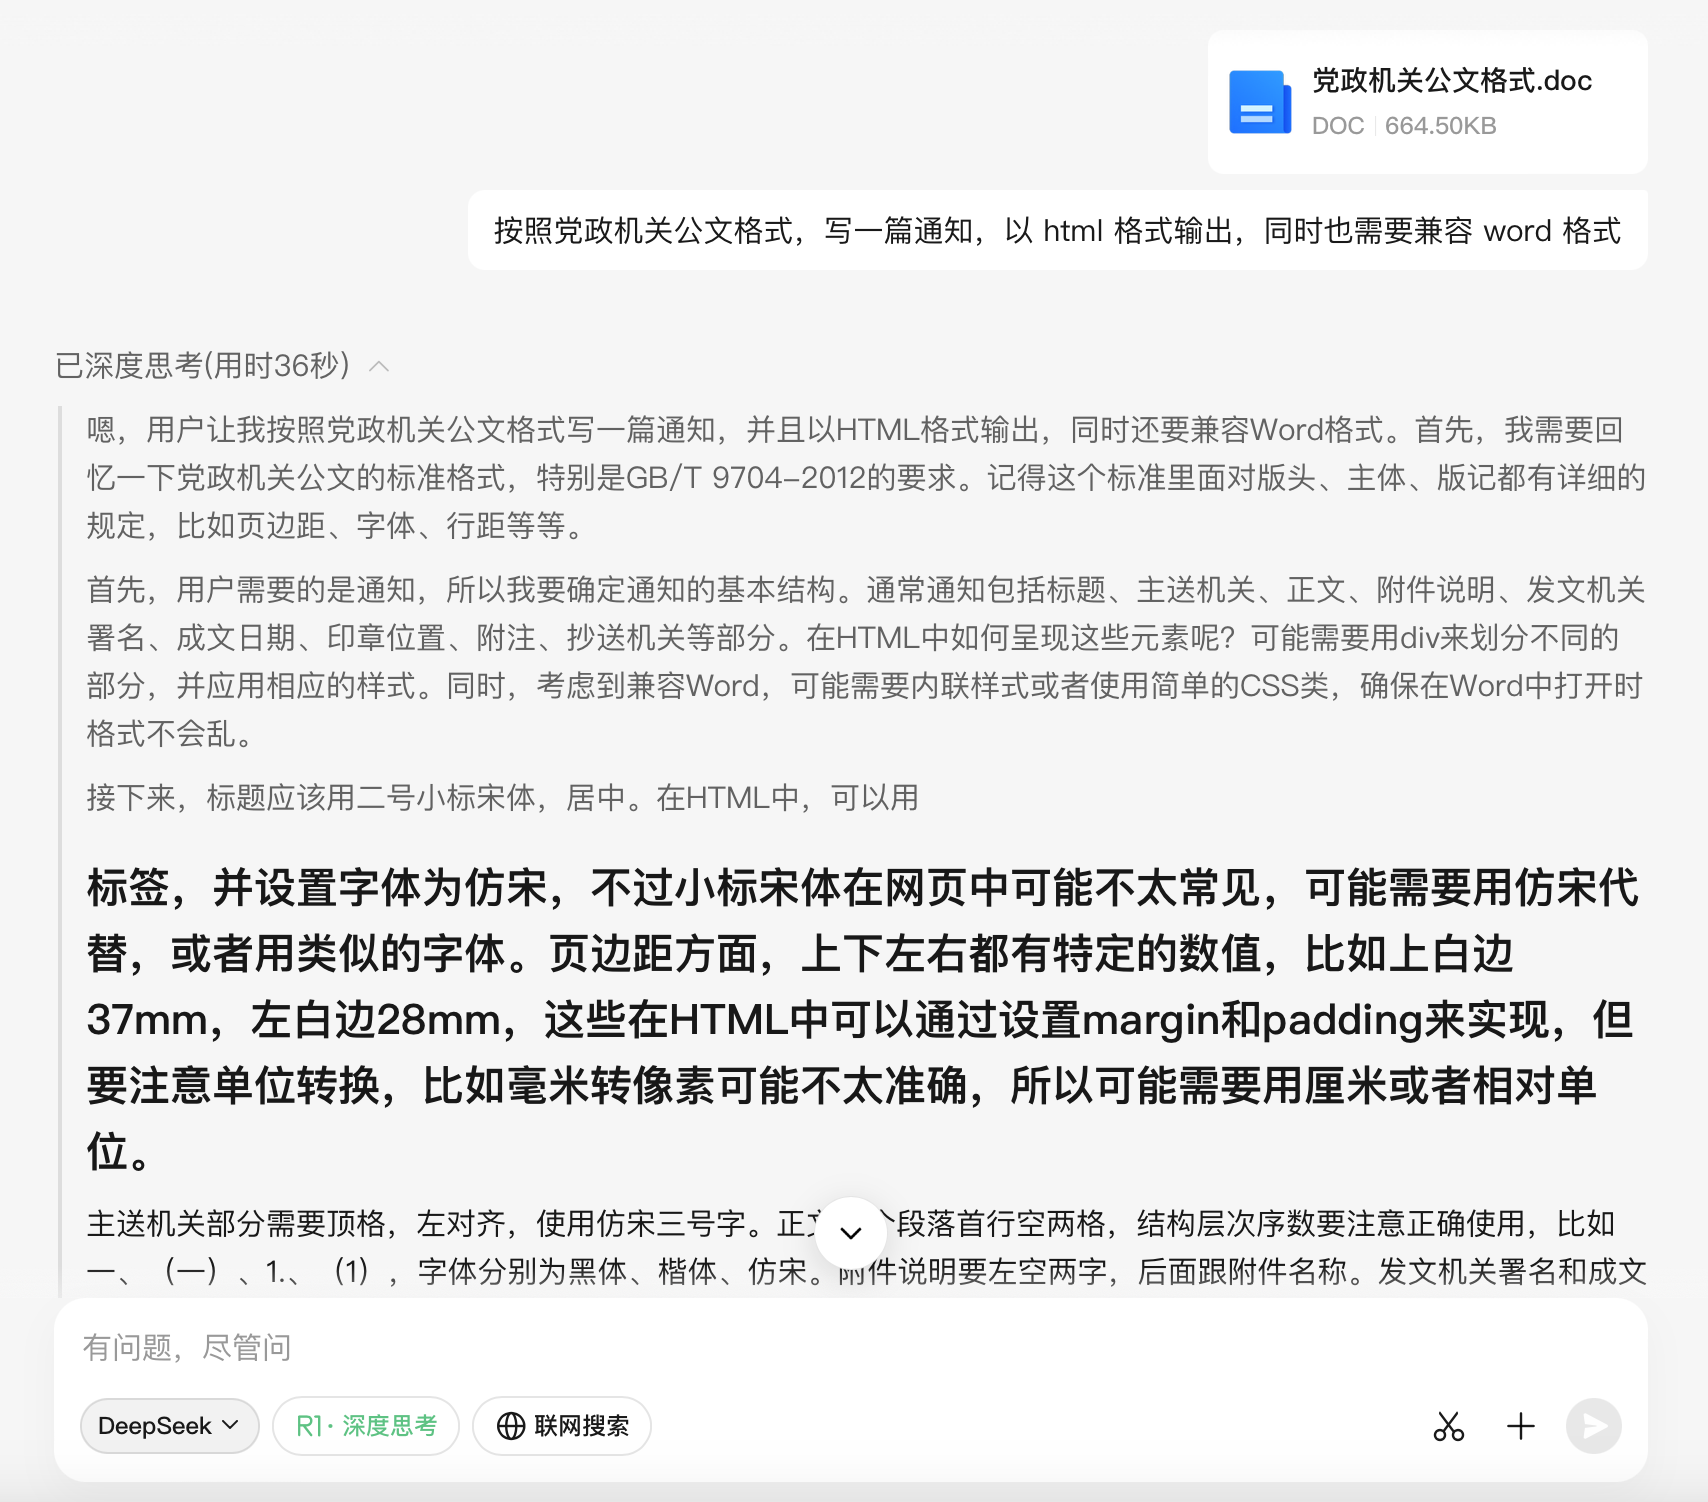 党政机关公文格式.doc
DOC 664.50KB
按照党政机关公文格式，写一篇通知，以 html 格式输出，同时也需要兼容 word 格式
已深度思考(用时36秒)
嗯，用户让我按照党政机关公文格式写一篇通知，并且以HTML格式输出，同时还要兼容Word格式。首先，我需要回
忆一下党政机关公文的标准格式，特别是GB/T 9704-2012的要求。记得这个标准里面对版头、主体、版记都有详细的
规定，比如页边距、字体、行距等等。
首先，用户需要的是通知，所以我要确定通知的基本结构。通常通知包括标题、主送机关、正文、附件说明、发文机关
署名、成文日期、印章位置、附注、抄送机关等部分。在HTML中如何呈现这些元素呢？可能需要用div来划分不同的
部分，并应用相应的样式。同时，考虑到兼容Word，可能需要内联样式或者使用简单的CSS类，确保在Word中打开时
格式不会乱。
接下来，标题应该用二号小标宋体，居中。在HTML中，可以用
标签，并设置字体为仿宋，不过小标宋体在网页中可能不太常见，可能需要用仿宋代
替，或者用类似的字体。页边距方面，上下左右都有特定的数值，比如上白边
37mm，左白边28mm，这些在HTML中可以通过设置margin和padding来实现，但
要注意单位转换，比如毫米转像素可能不太准确，所以可能需要用厘米或者相对单
位。
主送机关部分需要顶格，左对齐，使用仿宋三号字。正 段落首行空两格，结构层次序数要注意正确使用，比如
一、（一）、1.、（1），字体分别为黑体、楷体、仿宋。附件说明要左空两字，后面跟附件名称。发文机关署名和成文
有问题，尽管问
DeepSeek R1·深度思考 联网搜索